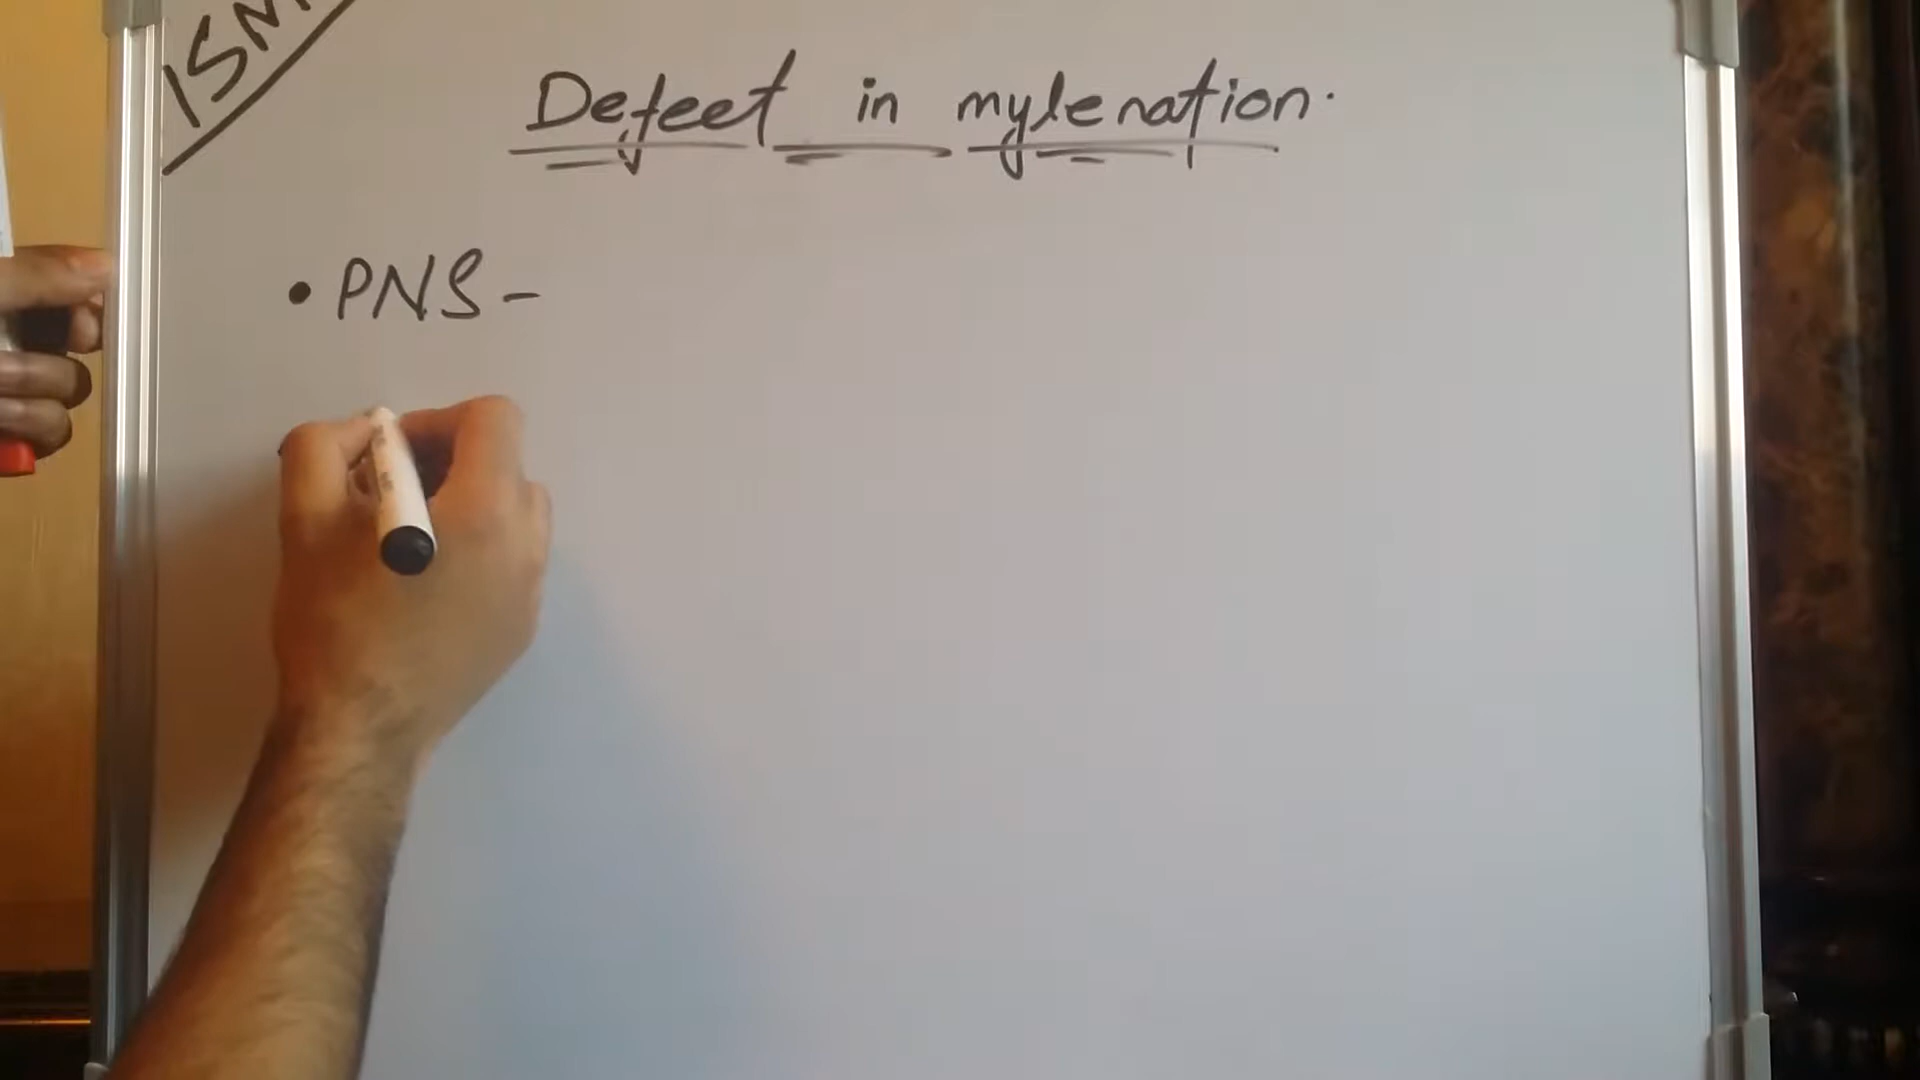 Defect in mylenation.
• PNS -